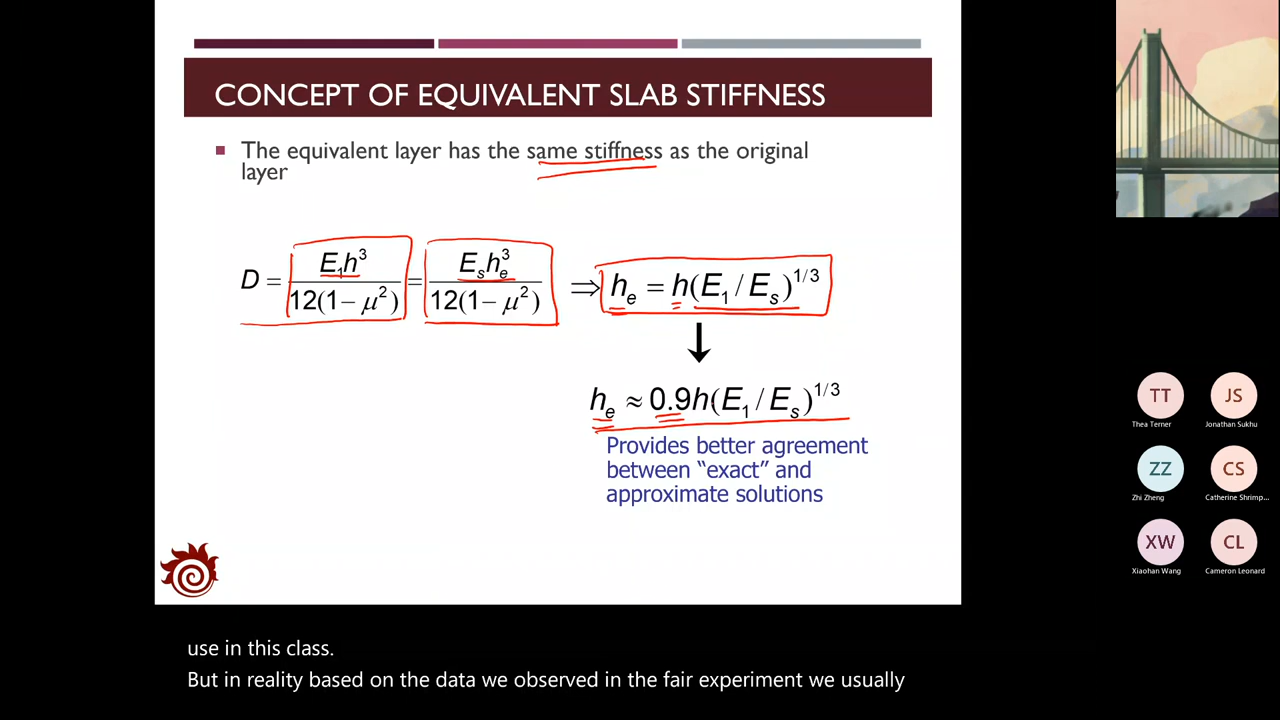 CONCEPT OF EQUIVALENT SLAB STIFFNESS
The equivalent layer has the same stiffness as the original
layer
D = E₁h³ / 12(1−μ²) = Eₛhₑ³ / 12(1−μ²) ⇒ hₑ = h(E₁ / Eₛ)^1/3
hₑ ≈ 0.9h(E₁ / Eₛ)^1/3
Provides better agreement
between “exact” and
approximate solutions
TT JS
Thea Terner Jonathan Sukhu
ZZ CS
Zhi Zheng Catherine Shrimp...
XW CL
Xiaohan Wang Cameron Leonard
use in this class.
But in reality based on the data we observed in the fair experiment we usually